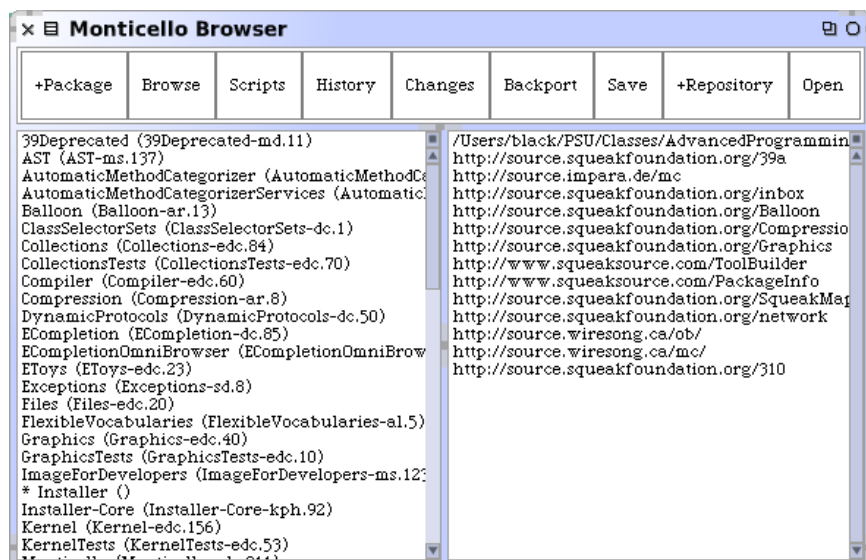 Monticello Browser
+Package Browse Scripts History Changes Backport Save +Repository Open
39Deprecated (39Deprecated-md.11)
AST (AST-ms.137)
AutomaticMethodCategorizer (AutomaticMethodCa
AutomaticMethodCategorizerServices (Automatic
Balloon (Balloon-ar.13)
ClassSelectorSets (ClassSelectorSets-dc.1)
Collections (Collections-edc.84)
CollectionsTests (CollectionsTests-edc.70)
Compiler (Compiler-edc.60)
Compression (Compression-ar.8)
DynamicProtocols (DynamicProtocols-dc.50)
ECompletion (ECompletion-dc.85)
ECompletionOmniBrowser (ECompletionOmniBrow
EToys (EToys-edc.23)
Exceptions (Exceptions-sd.8)
Files (Files-edc.20)
FlexibleVocabularies (FlexibleVocabularies-al.5)
Graphics (Graphics-edc.40)
GraphicsTests (GraphicsTests-edc.10)
ImageForDevelopers (ImageForDevelopers-ms.123
* Installer ()
Installer-Core (Installer-Core-kph.92)
Kernel (Kernel-edc.156)
KernelTests (KernelTests-edc.53)
/Users/black/PSU/Classes/AdvancedProgrammin
http://source.squeakfoundation.org/39a
http://source.impara.de/mc
http://source.squeakfoundation.org/inbox
http://source.squeakfoundation.org/Balloon
http://source.squeakfoundation.org/Compressio
http://source.squeakfoundation.org/Graphics
http://www.squeaksource.com/ToolBuilder
http://www.squeaksource.com/PackageInfo
http://source.squeakfoundation.org/SqueakMap
http://source.squeakfoundation.org/network
http://source.wiresong.ca/ob/
http://source.wiresong.ca/mc/
http://source.squeakfoundation.org/310